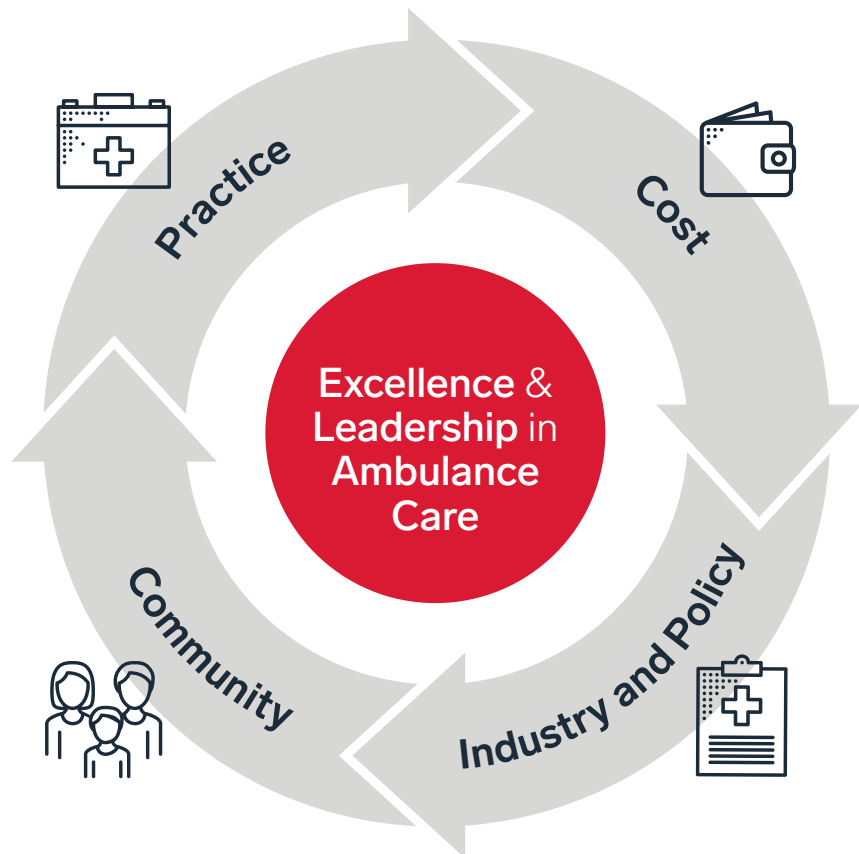 Practice
Cost
Excellence &
Leadership in
Ambulance
Care
Community
Industry and Policy